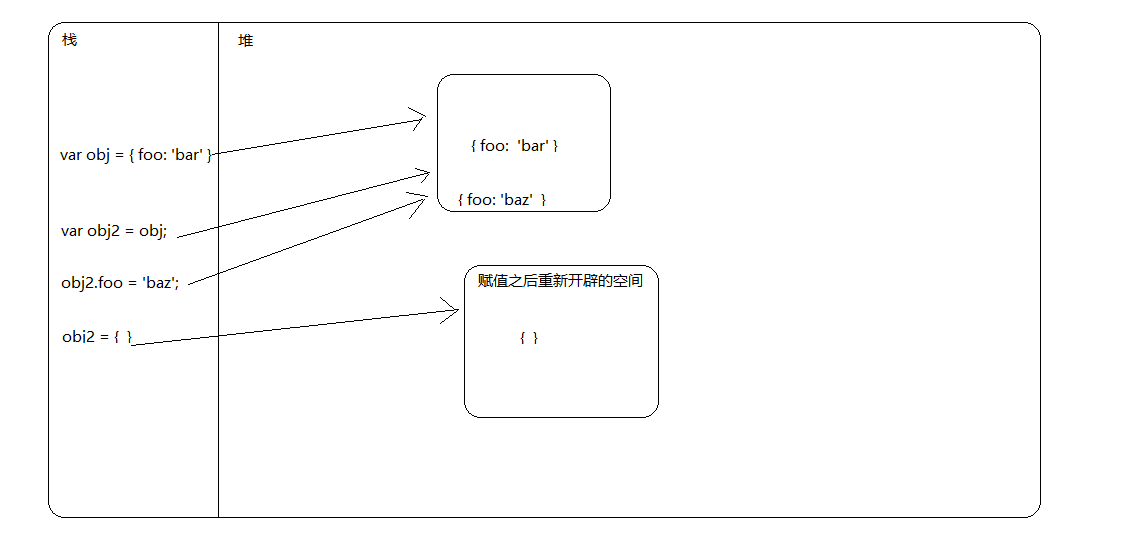 栈
堆
var obj = { foo: 'bar' }
{ foo:  'bar' }
{ foo: 'baz'  }
var obj2 = obj;
obj2.foo = 'baz';
赋值之后重新开辟的空间
obj2 = {  }
{  }